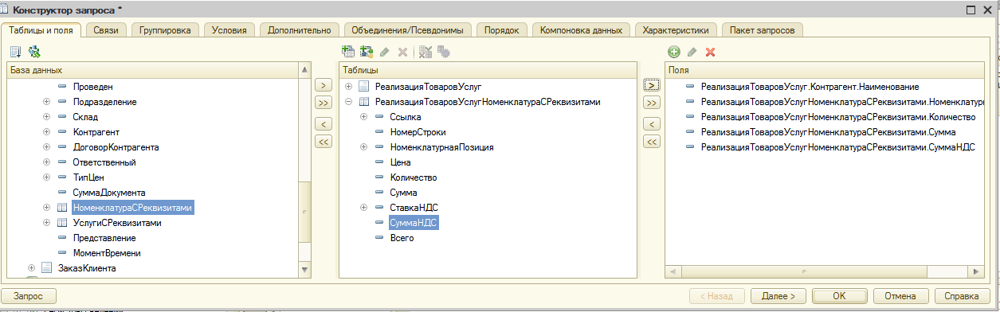 Конструктор запроса *
Таблицы и поля
Связи
Группировка
Условия
Дополнительно
Объединения/Псевдонимы
Порядок
Компоновка данных
Характеристики
Пакет запросов
База данных
Проведен
Подразделение
Склад
Контрагент
ДоговорКонтрагента
Ответственный
ТипЦен
СуммаДокумента
НоменклатураСРеквизитами
УслугиСРеквизитами
Представление
МоментВремени
ЗаказКлиента
>
>>
<
<<
Таблицы
РеализацияТоваровУслуг
РеализацияТоваровУслугНоменклатураСРеквизитами
Ссылка
НомерСтроки
НоменклатурнаяПозиция
Цена
Количество
Сумма
СтавкаНДС
СуммаНДС
Всего
>
>>
<
<<
Поля
РеализацияТоваровУслуг.Контрагент.Наименование
РеализацияТоваровУслугНоменклатураСРеквизитами.Номенклатурн
РеализацияТоваровУслугНоменклатураСРеквизитами.Количество
РеализацияТоваровУслугНоменклатураСРеквизитами.Сумма
РеализацияТоваровУслугНоменклатураСРеквизитами.СуммаНДС
Запрос
< Назад
Далее >
OK
Отмена
Справка